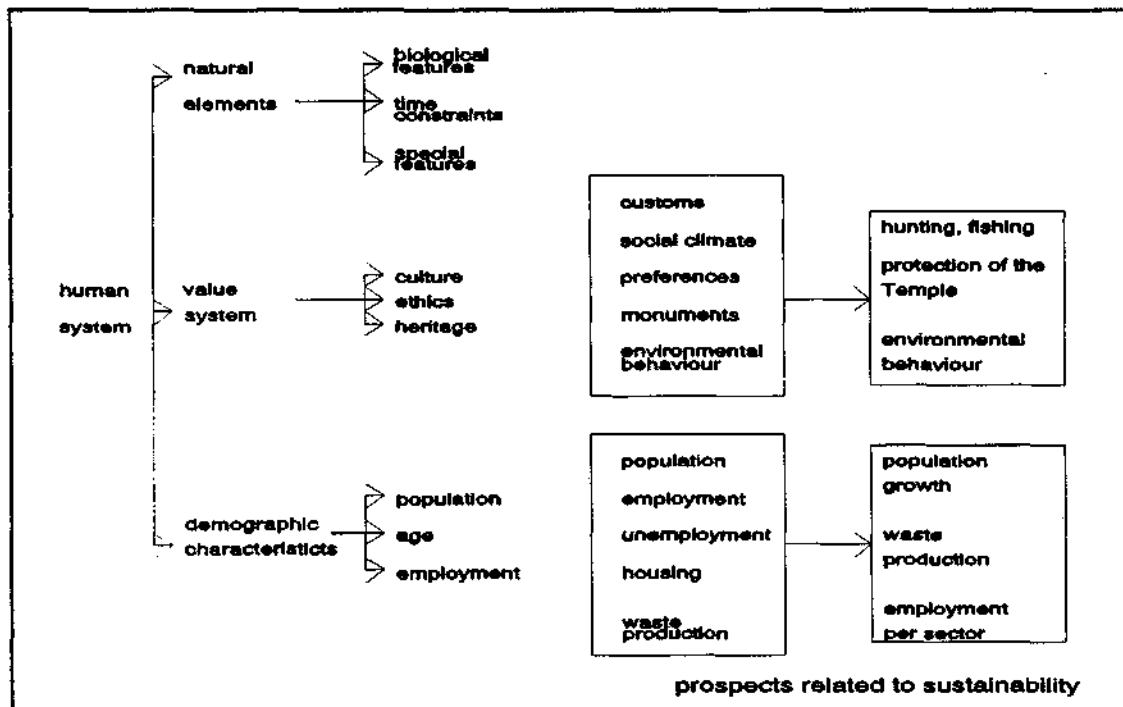 human
system
natural
elements
biological
features
time
constraints
special
features
value
system
culture
ethics
heritage
demographic
characteristicts
population
age
employment
customs
social climate
preferences
monuments
environmental
behaviour
hunting, fishing
protection of the
Temple
environmental
behaviour
population
employment
unemployment
housing
waste
production
population
growth
waste
production
employment
per sector
prospects related to sustainability